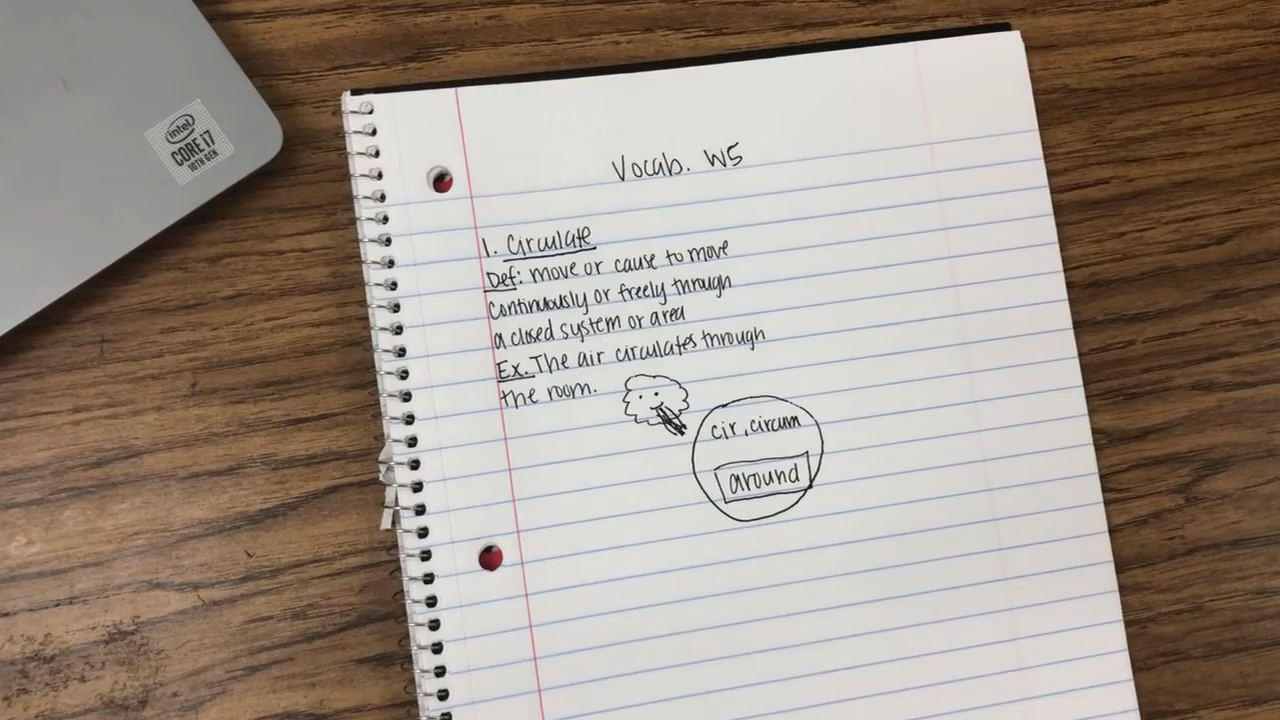 intel
CORE i7
10TH GEN
Vocab. W5
1. Circulate
Def: move or cause to move
continuously or freely through
a closed system or area
Ex. The air circulates through
the room.
cir, circum
around